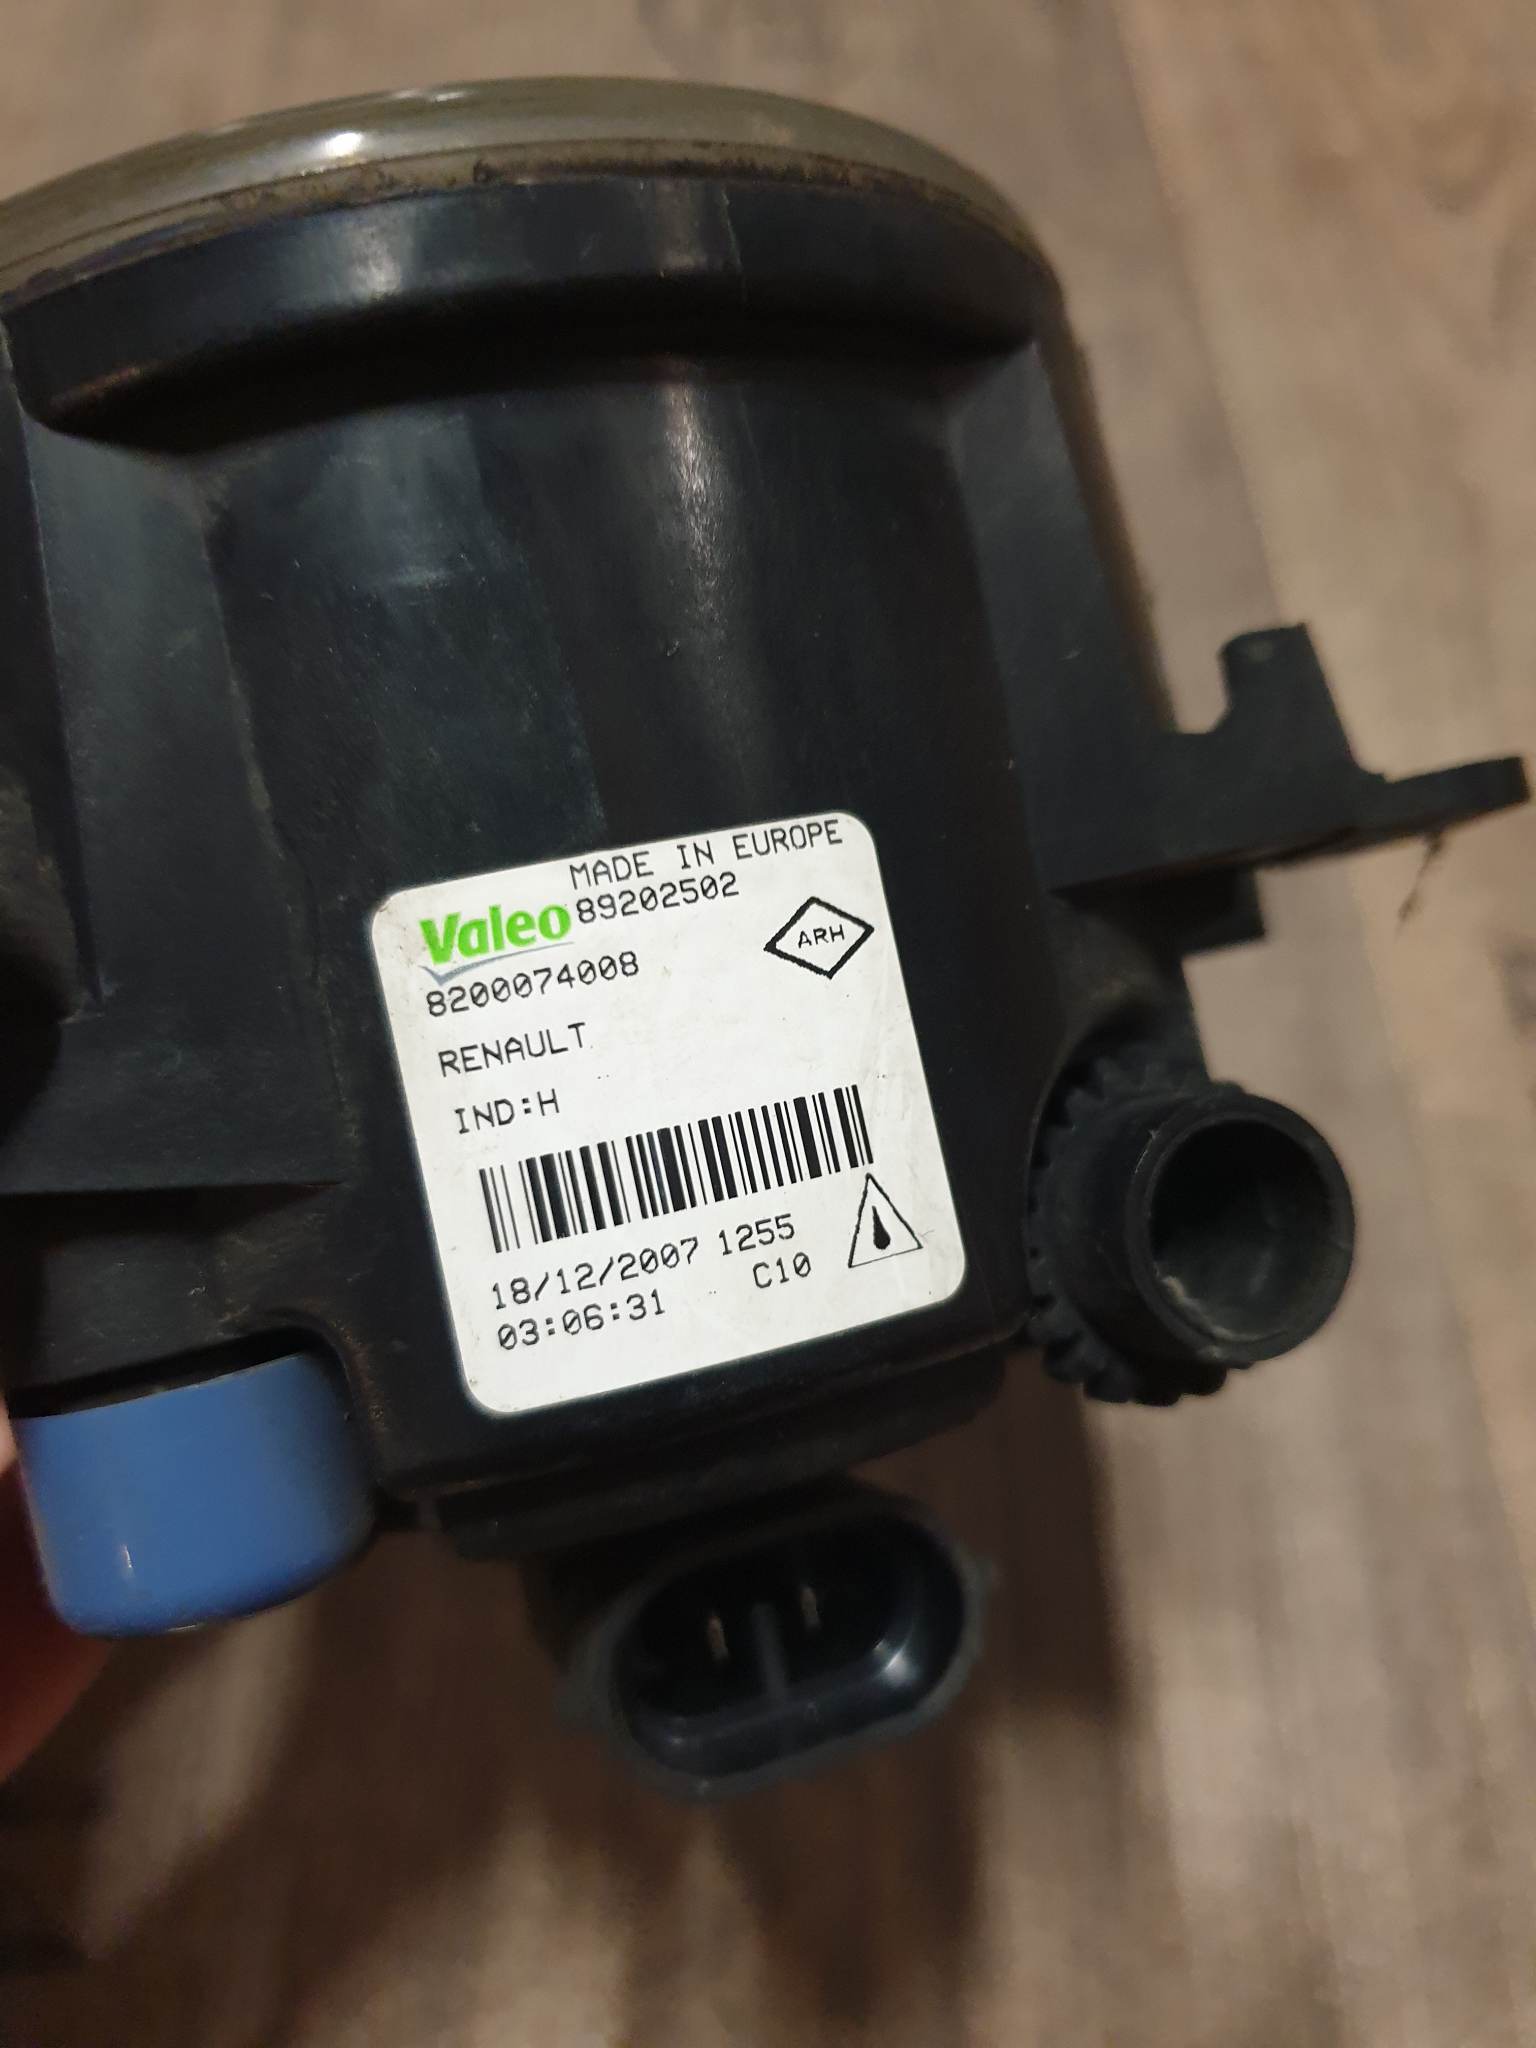 MADE IN EUROPE
Valeo 89202502
8200074008
ARH
RENAULT
IND:H
18/12/2007 1255
03:06:31 C10